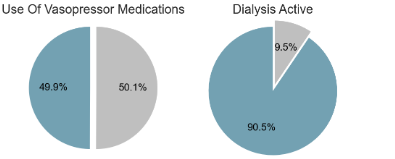 Use Of Vasopressor Medications
Dialysis Active
49.9%
50.1%
9.5%
90.5%